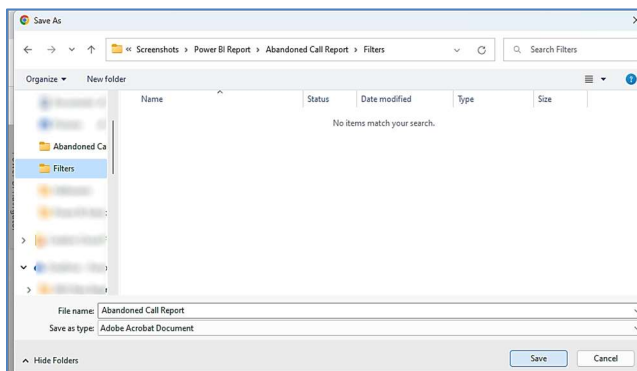 Save As
« Screenshots > Power BI Report > Abandoned Call Report > Filters
Search Filters
Organize New folder
Name Status Date modified Type Size
No items match your search.
Abandoned Ca
Filters
File name: Abandoned Call Report
Save as type: Adobe Acrobat Document
Hide Folders Save Cancel